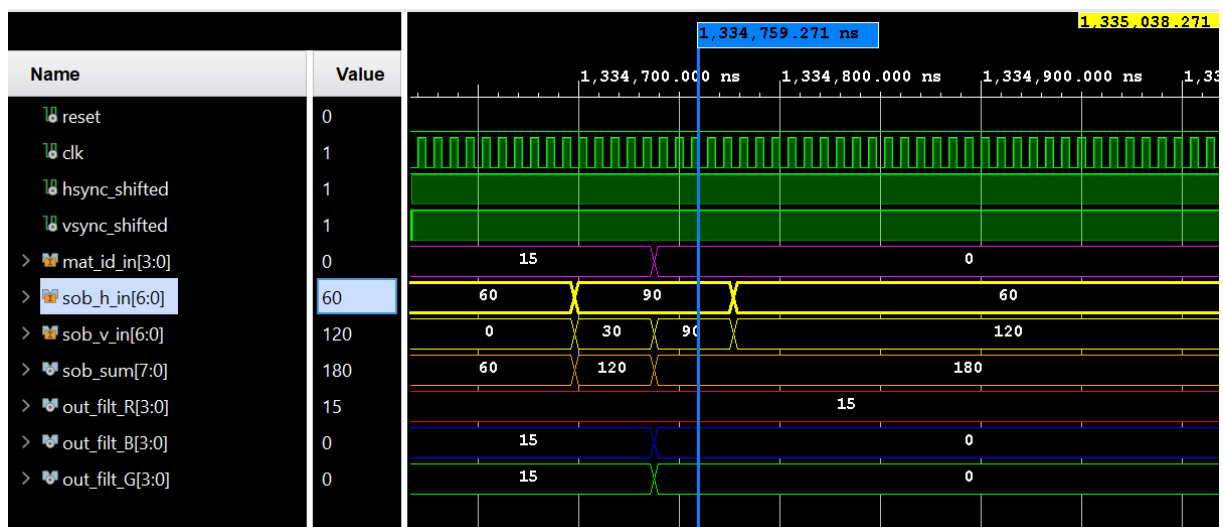 1,335,038.271
1,334,759.271 ns
Name Value 1,334,700.000 ns 1,334,800.000 ns 1,334,900.000 ns 1,33
reset 0
clk 1
hsync_shifted 1
vsync_shifted 1
mat_id_in[3:0] 0 15 0
sob_h_in[6:0] 60 60 90 60
sob_v_in[6:0] 120 0 30 90 120
sob_sum[7:0] 180 60 120 180
out_filt_R[3:0] 15 15
out_filt_B[3:0] 0 15 0
out_filt_G[3:0] 0 15 0